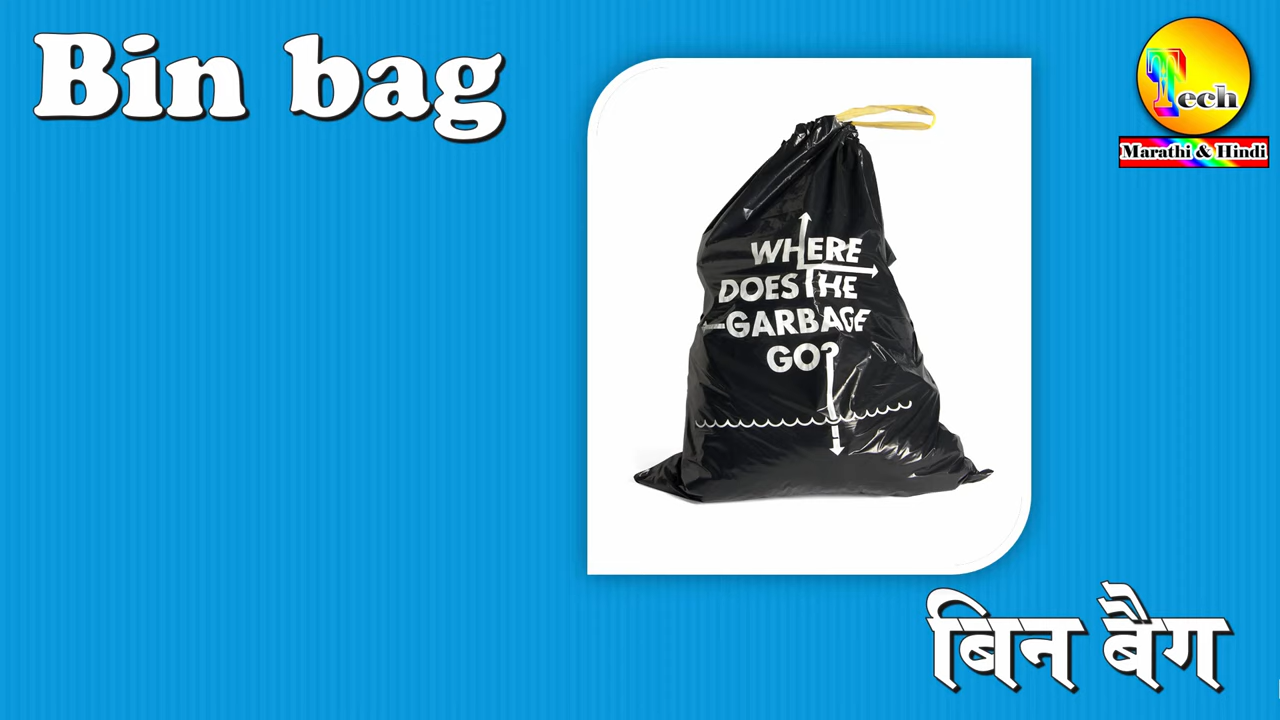 Bin bag
Tech
Marathi & Hindi
WHERE
DOES THE
GARBAGE
GO?
बिन बैग